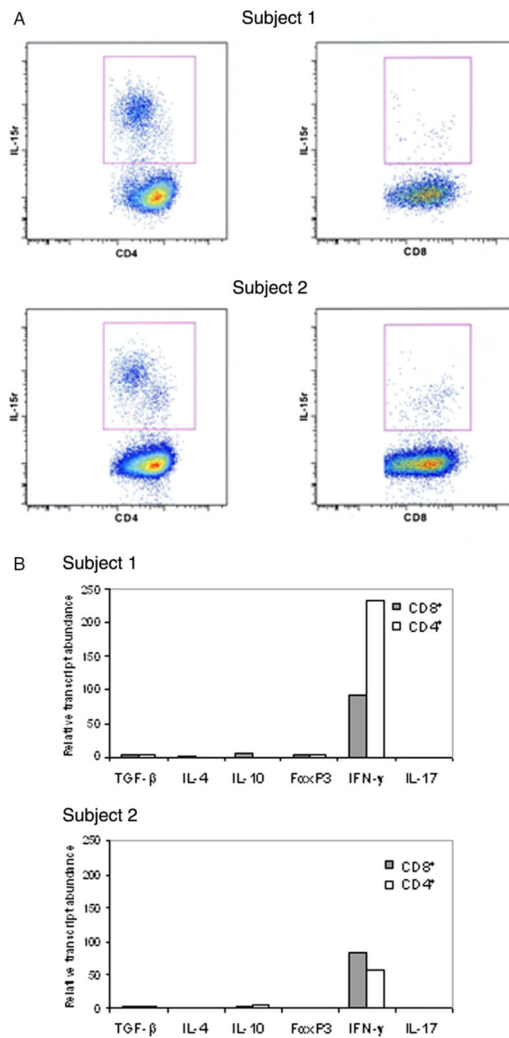 A
Subject 1
IL-15r
CD4
IL-15r
CD8
Subject 2
IL-15r
CD4
IL-15r
CD8
B
Subject 1
Relative transcript abundance
250
200
150
100
50
0
CD8+
CD4+
TGF-β IL-4 IL-10 FoxP3 IFN-γ IL-17
Subject 2
Relative transcript abundance
250
200
150
100
50
0
CD8+
CD4+
TGF-β IL-4 IL-10 FoxP3 IFN-γ IL-17